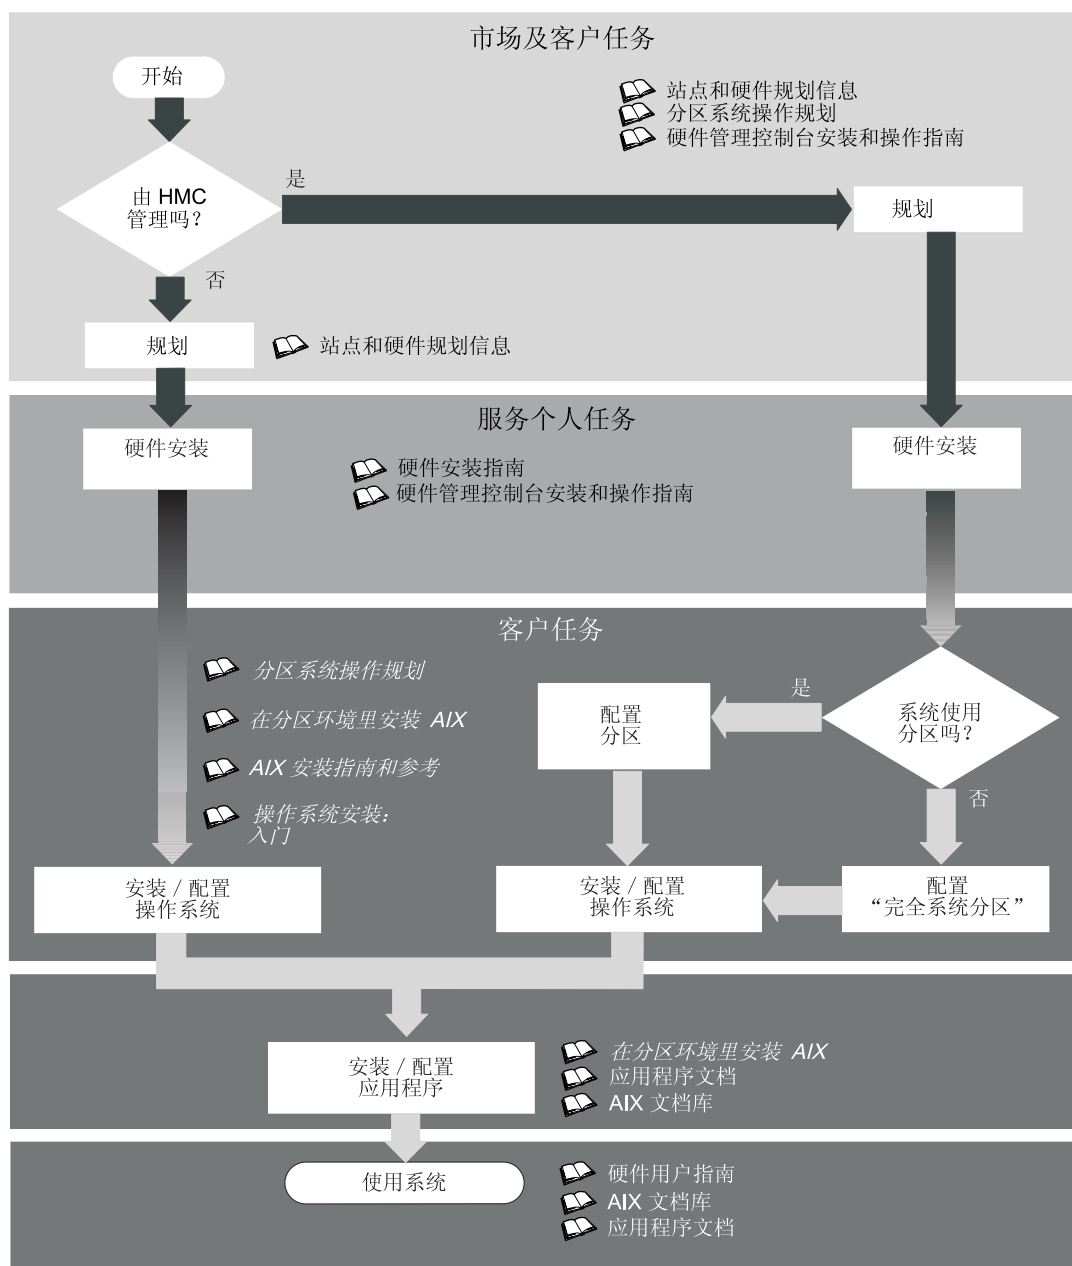 市场及客户任务
开始
站点和硬件规划信息
分区系统操作规划
硬件管理控制台安装和操作指南
是
由 HMC
管理吗?
规划
否
规划
站点和硬件规划信息
服务个人任务
硬件安装
硬件安装
硬件安装指南
硬件管理控制台安装和操作指南
客户任务
分区系统操作规划
在分区环境里安装 AIX
AIX 安装指南和参考
操作系统安装:
入门
是
配置
分区
系统使用
分区吗?
否
安装 / 配置
操作系统
安装 / 配置
操作系统
配置
“完全系统分区”
安装 / 配置
应用程序
在分区环境里安装 AIX
应用程序文档
AIX 文档库
使用系统
硬件用户指南
AIX 文档库
应用程序文档